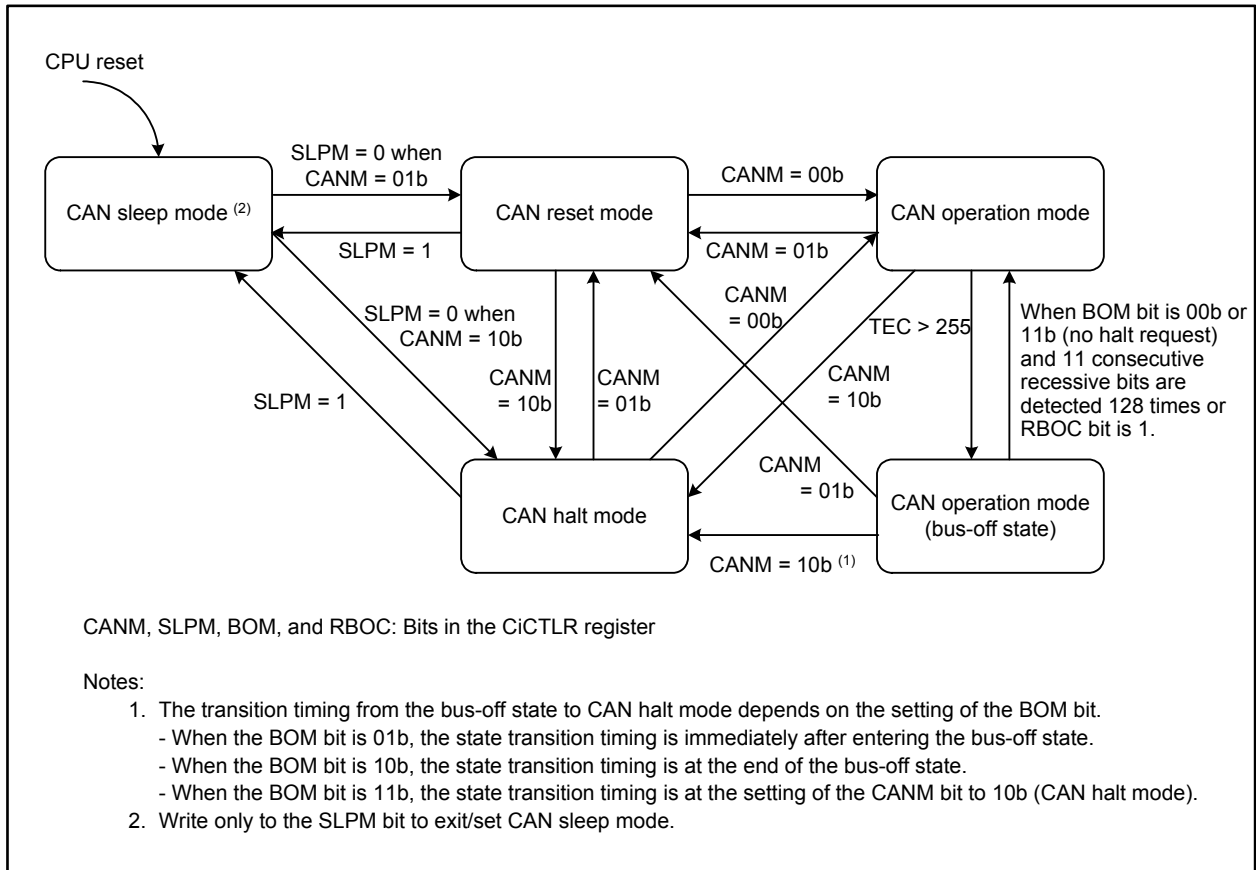 CPU reset
SLPM = 0 when
CANM = 01b
CANM = 00b
CAN sleep mode (2)
CAN reset mode
CAN operation mode
SLPM = 1
CANM = 01b
SLPM = 0 when
CANM = 10b
CANM
= 00b
TEC > 255
When BOM bit is 00b or
11b (no halt request)
and 11 consecutive
recessive bits are
detected 128 times or
RBOC bit is 1.
SLPM = 1
CANM
= 10b
CANM
= 01b
CANM
= 10b
CANM
= 01b
CAN halt mode
CAN operation mode
(bus-off state)
CANM = 10b (1)
CANM, SLPM, BOM, and RBOC: Bits in the CiCTLR register
Notes:
1. The transition timing from the bus-off state to CAN halt mode depends on the setting of the BOM bit.
- When the BOM bit is 01b, the state transition timing is immediately after entering the bus-off state.
- When the BOM bit is 10b, the state transition timing is at the end of the bus-off state.
- When the BOM bit is 11b, the state transition timing is at the setting of the CANM bit to 10b (CAN halt mode).
2. Write only to the SLPM bit to exit/set CAN sleep mode.